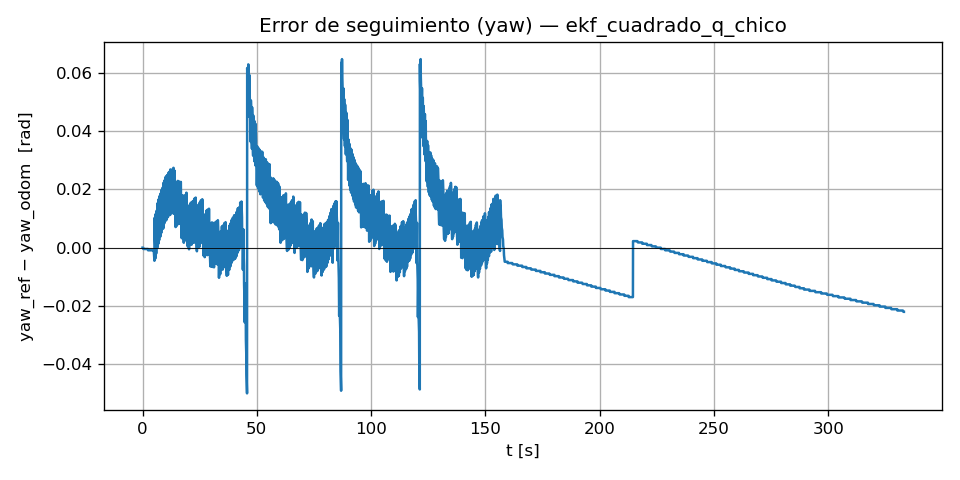 Error de seguimiento (yaw) — ekf_cuadrado_q_chico
yaw_ref − yaw_odom [rad]
0.06
0.04
0.02
0.00
−0.02
−0.04
0 50 100 150 200 250 300
t [s]